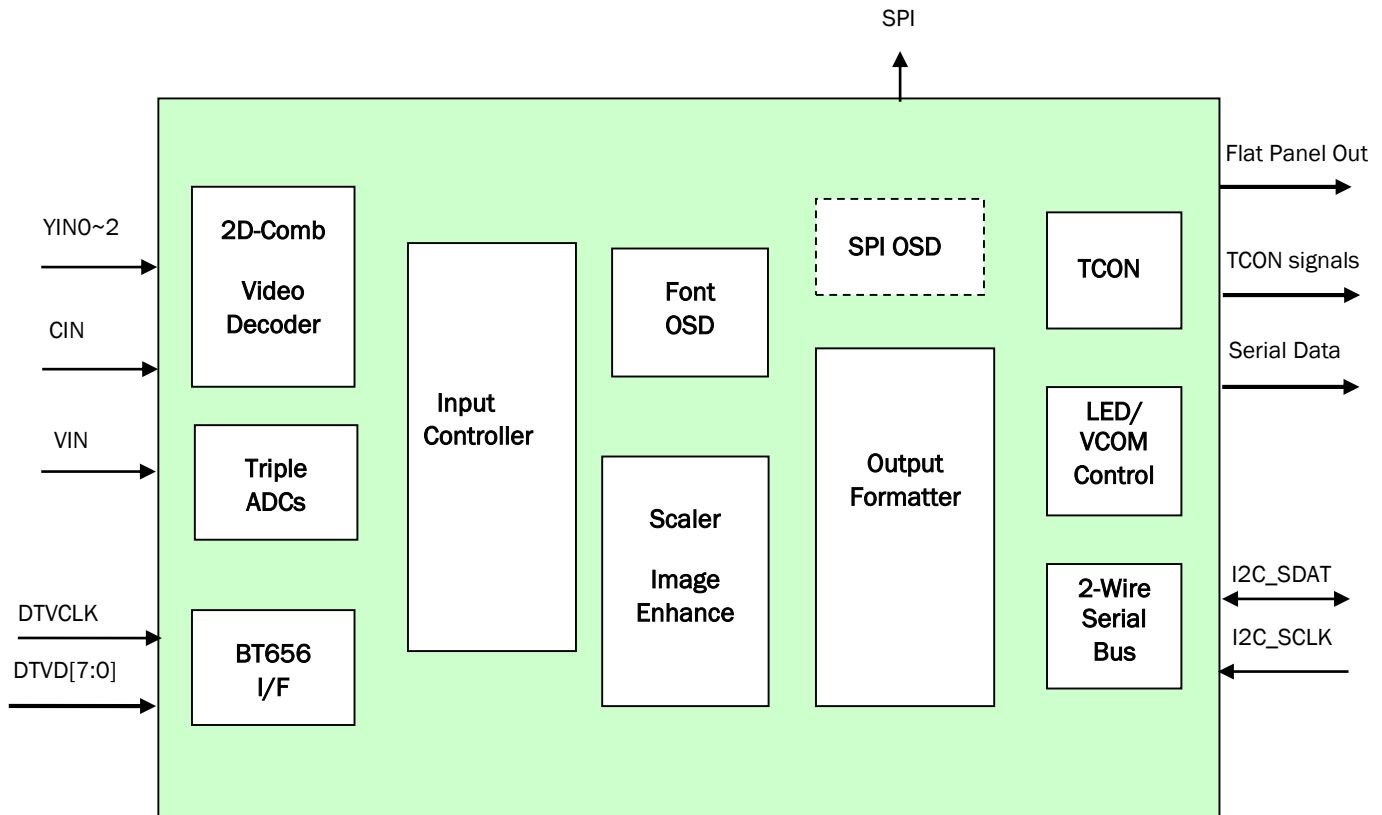 SPI
Flat Panel Out
YIN0~2
2D-Comb
Video
Decoder
SPI OSD
TCON
TCON signals
Font
OSD
CIN
Serial Data
Input
Controller
LED/
VCOM
Control
VIN
Triple
ADCs
Output
Formatter
Scaler
Image
Enhance
I2C_SDAT
2-Wire
Serial
Bus
DTVCLK
I2C_SCLK
BT656
I/F
DTVD[7:0]